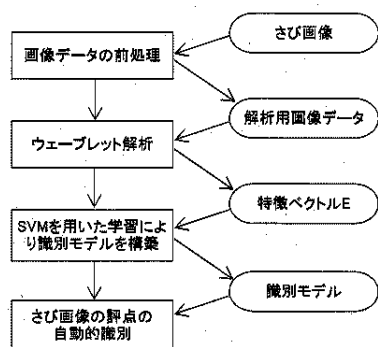 さび画像
画像データの前処理
解析用画像データ
ウェーブレット解析
特徴ベクトルE
SVMを用いた学習によ
り識別モデルを構築
識別モデル
さび画像の評点の
自動的識別